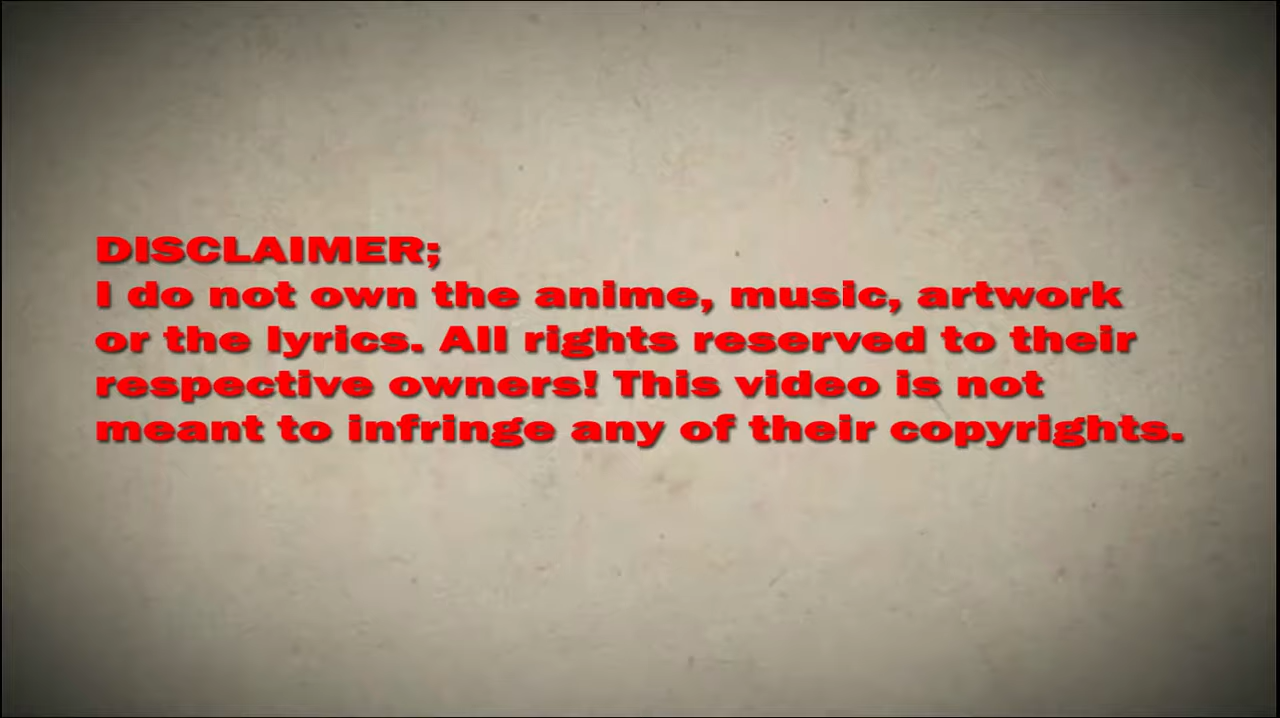 DISCLAIMER;
I do not own the anime, music, artwork
or the lyrics. All rights reserved to their
respective owners! This video is not
meant to infringe any of their copyrights.